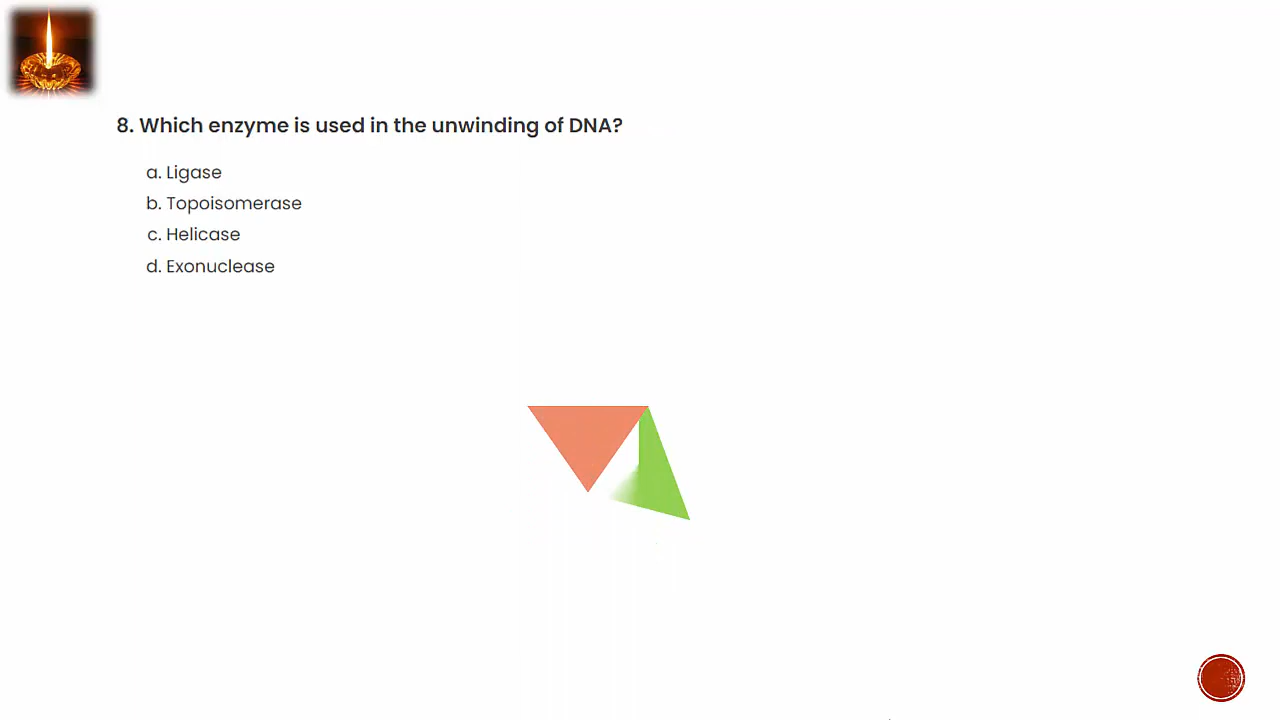 8. Which enzyme is used in the unwinding of DNA?
a. Ligase
b. Topoisomerase
c. Helicase
d. Exonuclease